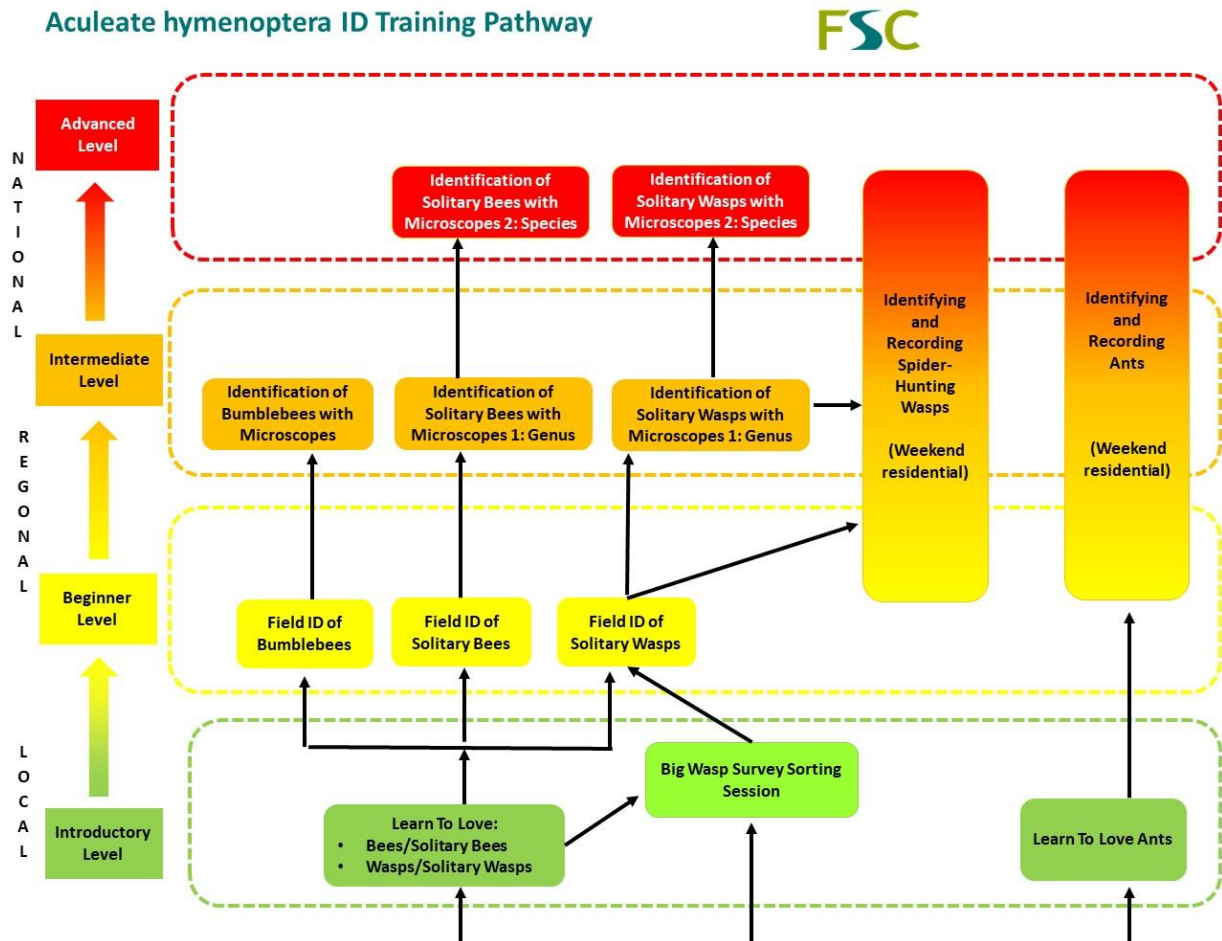 Aculeate hymenoptera ID Training Pathway
FSC
NATIONAL
REGONAL
LOCAL
Advanced
Level
Identification of
Solitary Bees with
Microscopes 2: Species
Identification of
Solitary Wasps with
Microscopes 2: Species
Intermediate
Level
Identification of
Bumblebees with
Microscopes
Identification of
Solitary Bees with
Microscopes 1: Genus
Identification of
Solitary Wasps with
Microscopes 1: Genus
Identifying
and
Recording
Spider-
Hunting
Wasps
(Weekend
residential)
Identifying
and
Recording
Ants
(Weekend
residential)
Beginner
Level
Field ID of
Bumblebees
Field ID of
Solitary Bees
Field ID of
Solitary Wasps
Introductory
Level
Learn To Love:
• Bees/Solitary Bees
• Wasps/Solitary Wasps
Big Wasp Survey Sorting
Session
Learn To Love Ants